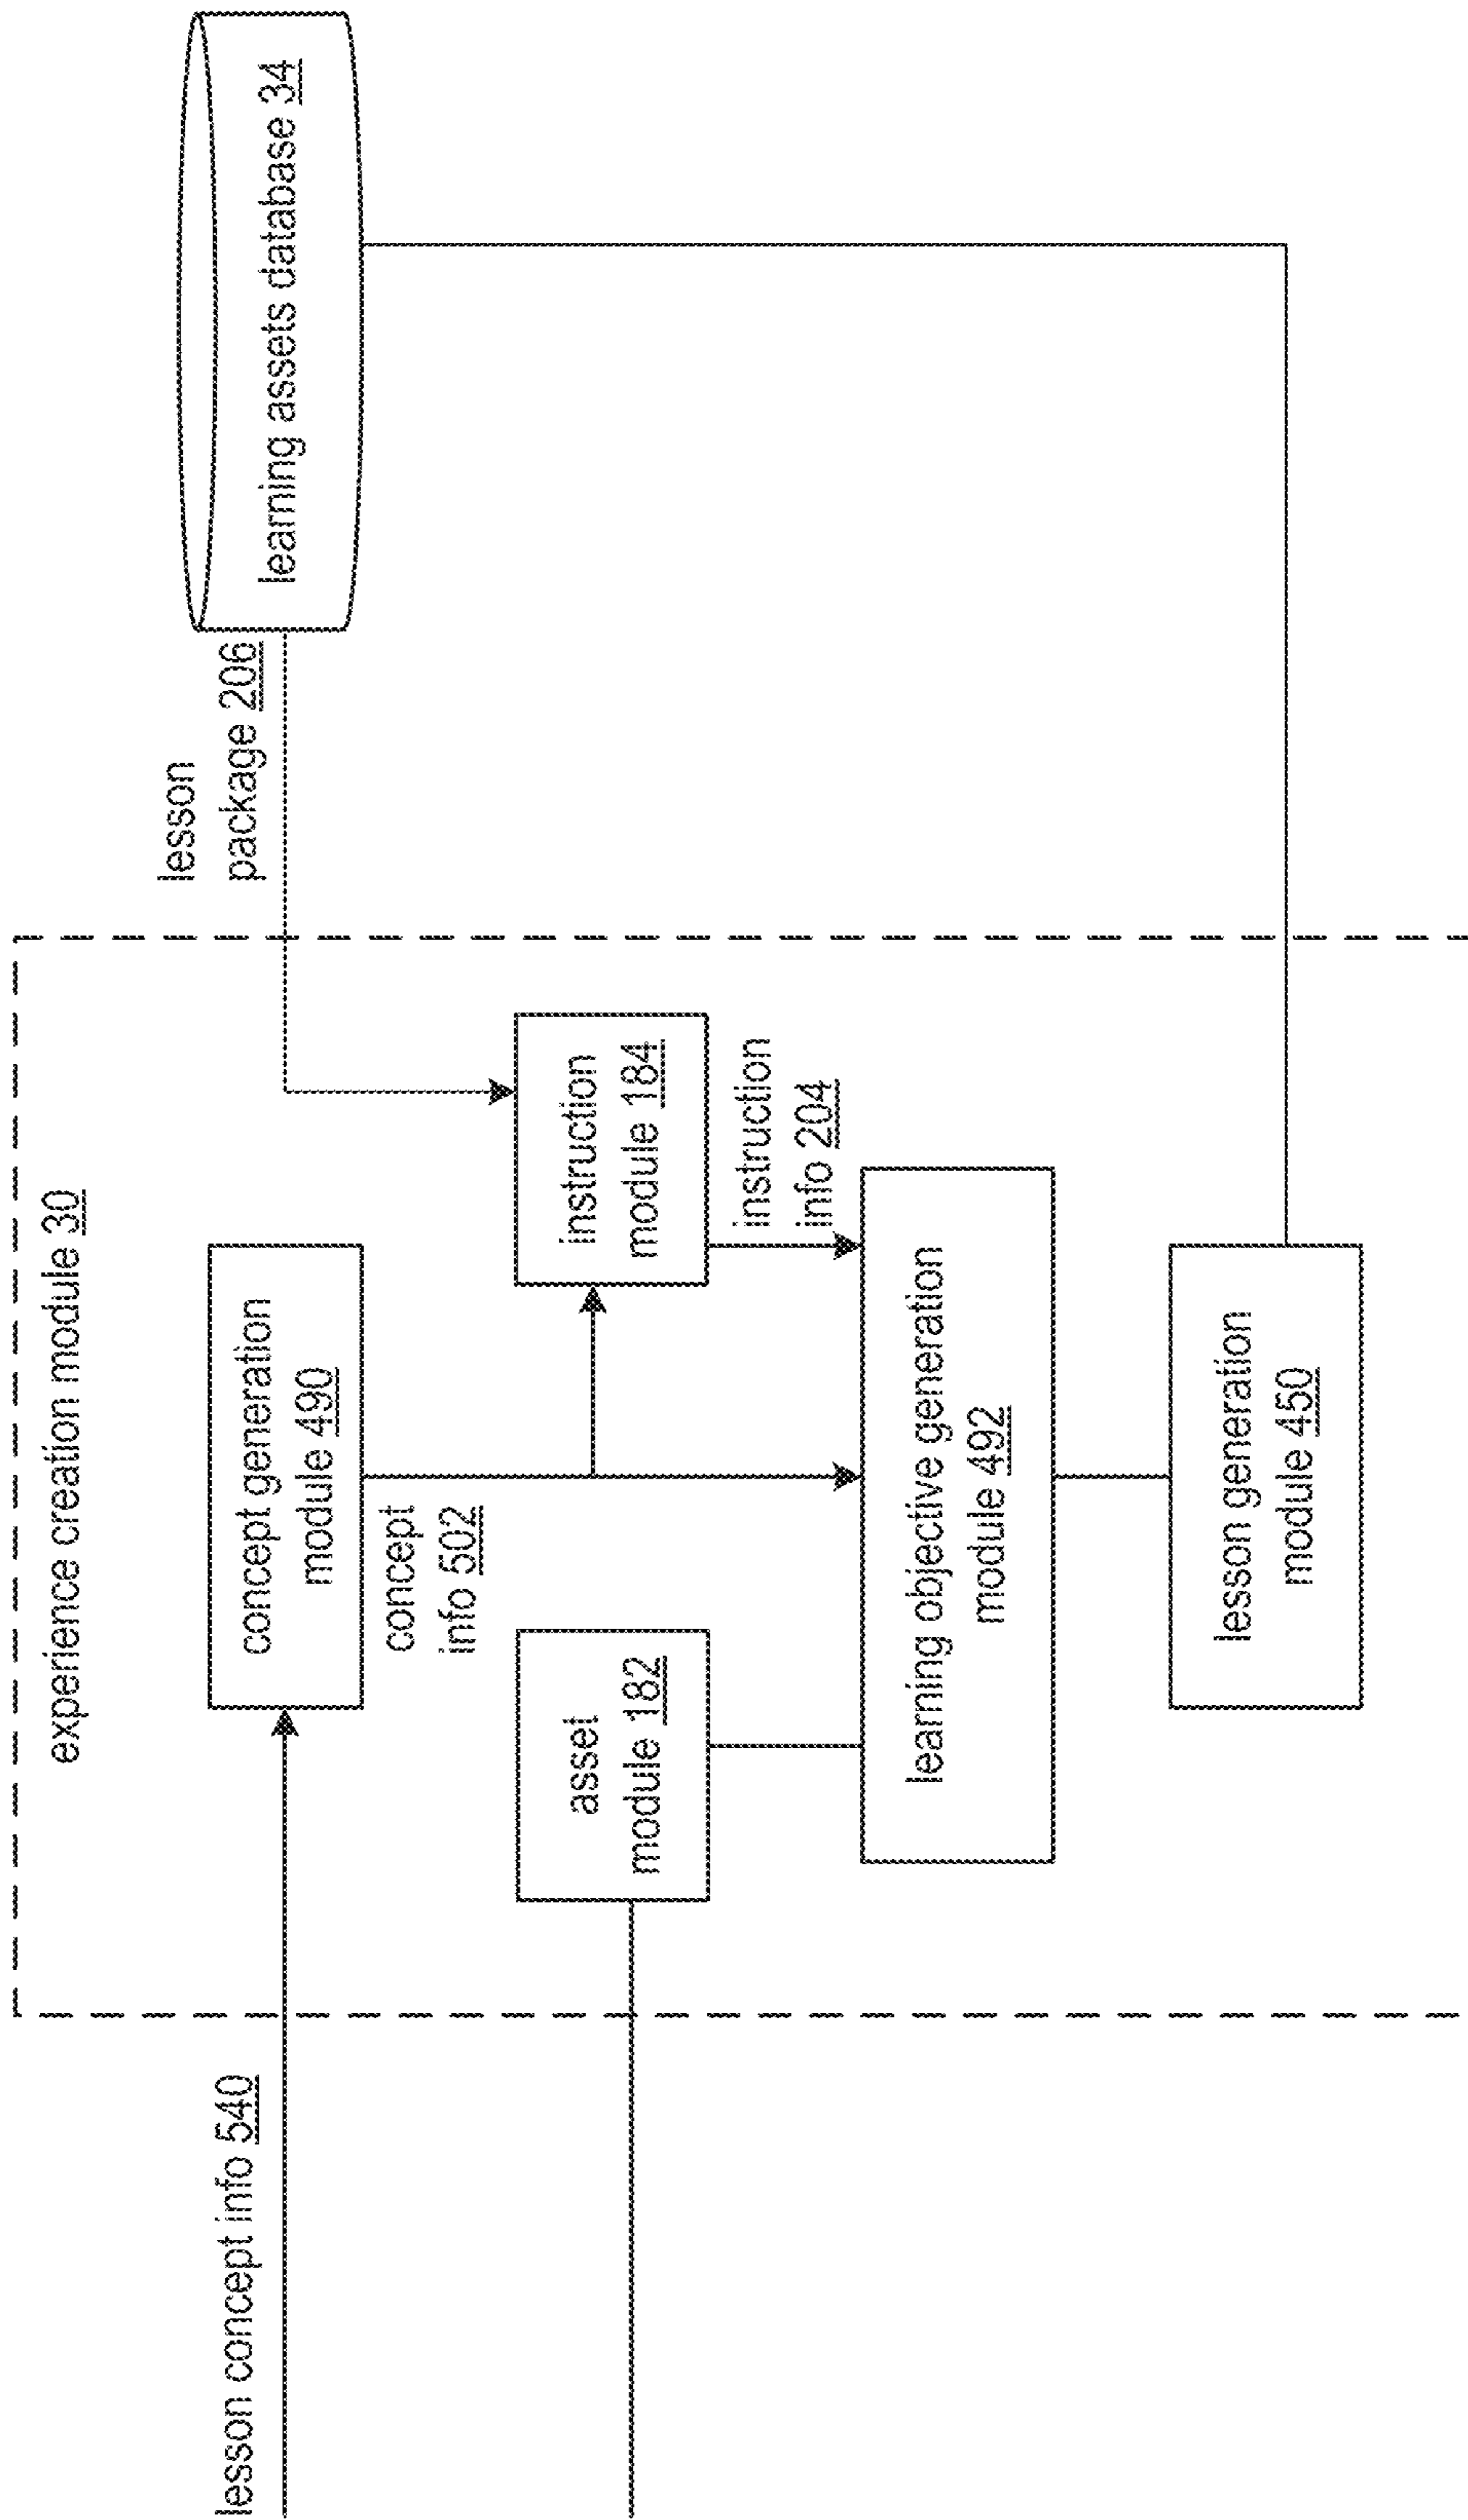 experience creation module 30
lesson concept info 540
concept generation
module 490
lesson
package 206
learning assets database 34
concept
info 502
asset
module 182
instruction
module 184
instruction
info 204
learning objective generation
module 492
lesson generation
module 450